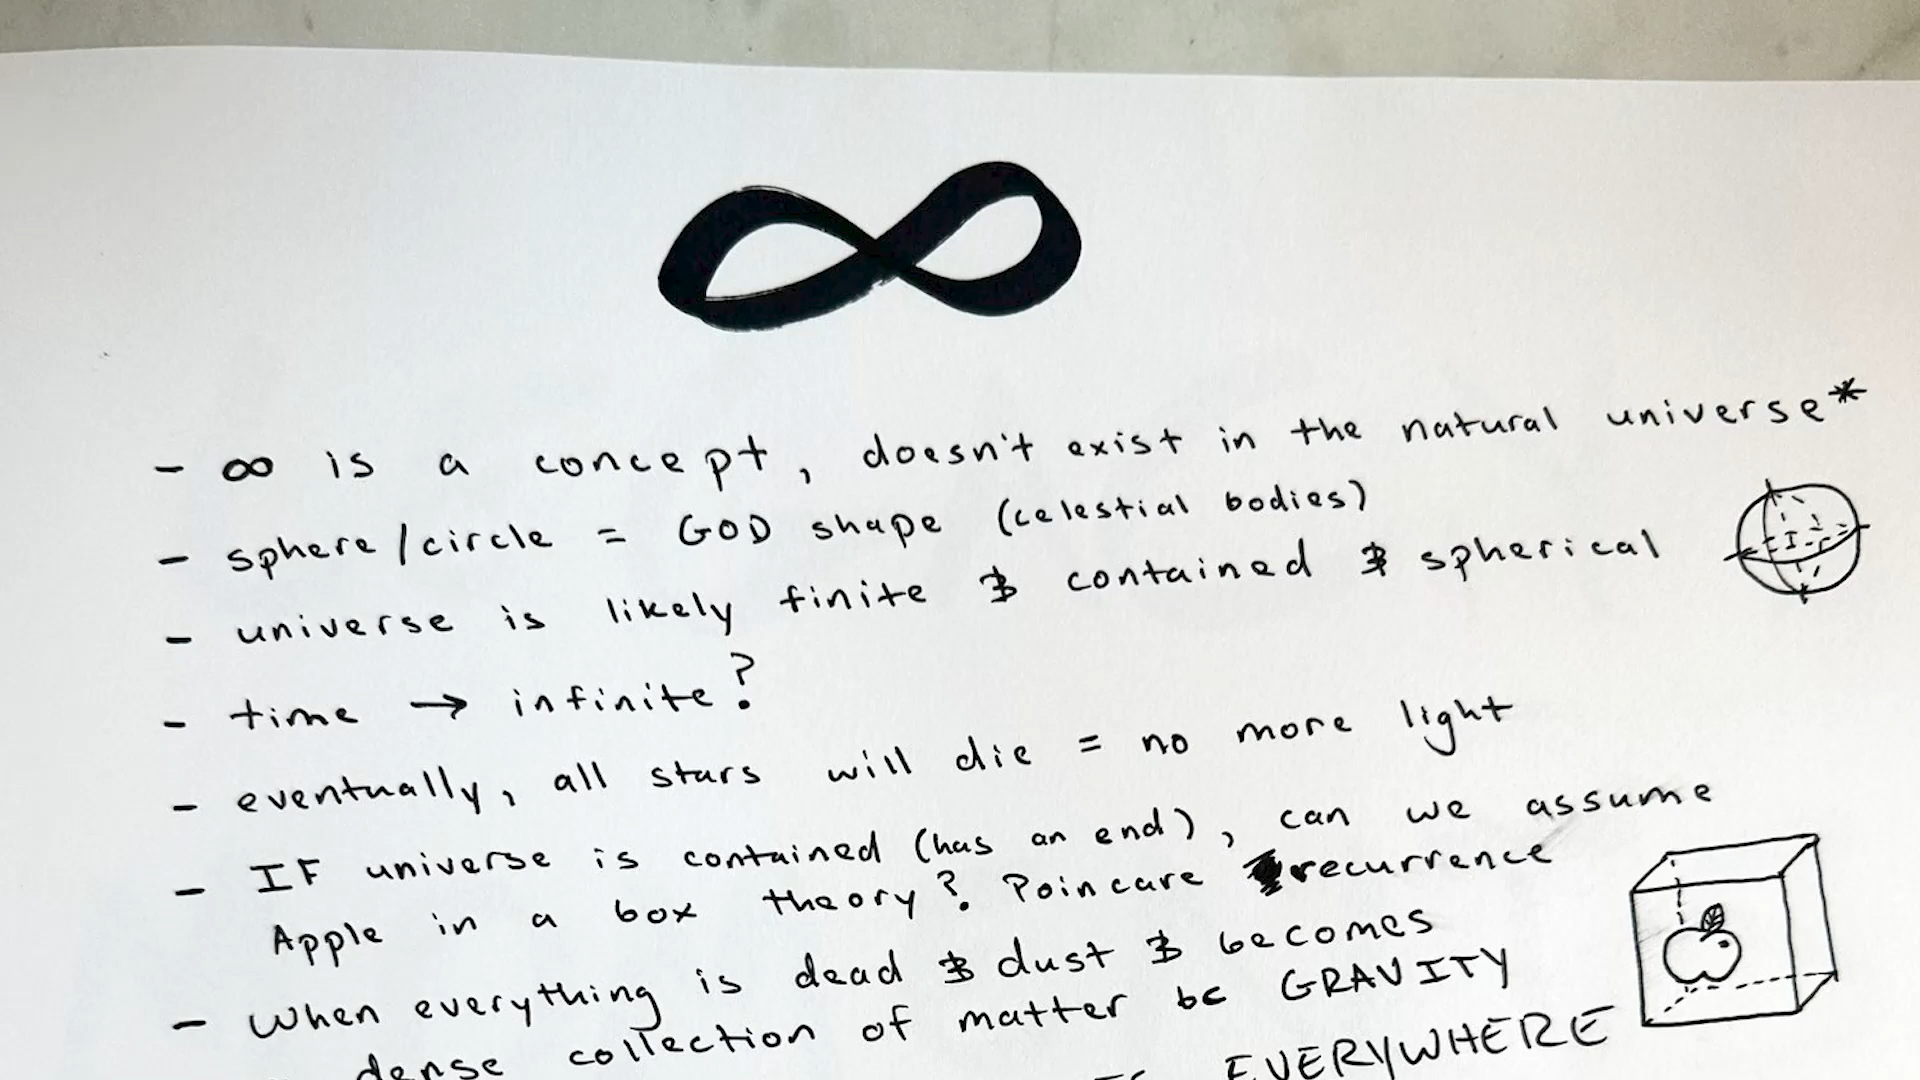 ∞
- ∞ is a concept, doesn't exist in the natural universe*
- sphere/circle = GOD shape (celestial bodies)
- universe is likely finite & contained & spherical
- time → infinite?
- eventually, all stars will die = no more light
- IF universe is contained (has an end), can we assume
Apple in a box theory? Poincare recurrence
- When everything is dead & dust & becomes
dense collection of matter bc GRAVITY
EVERYWHERE